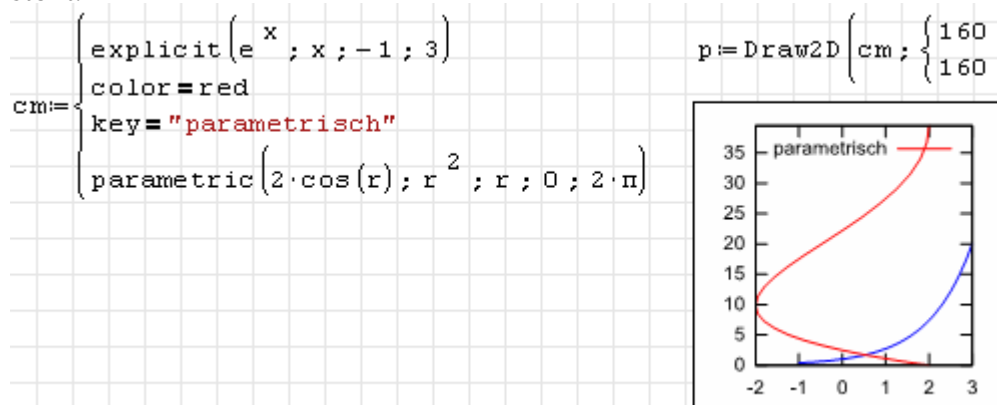 explicit(e^x ; x ; -1 ; 3)
color=red
cm:=
key="parametrisch"
parametric(2·cos(r) ; r^2 ; r ; 0 ; 2·π)
p:=Draw2D(cm ; {160
160
parametrisch
35
30
25
20
15
10
5
0
-2 -1 0 1 2 3